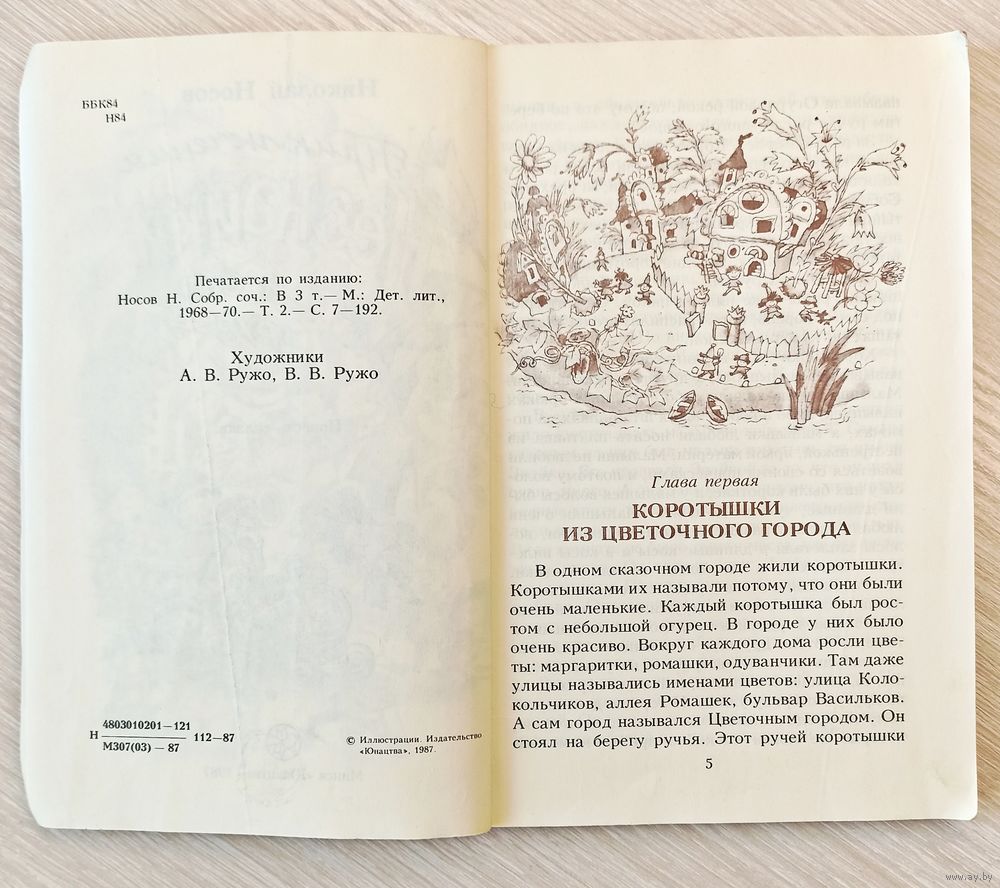 ББК84
Н84
Печатается по изданию:
Носов Н. Собр. соч.: В 3 т.— М.: Дет. лит.,
1968—70.— Т. 2.— С. 7—192.
Художники
А. В. Ружо, В. В. Ружо
Н 4803010201—121
М307(03) — 87
112—87
© Иллюстрации. Издательство
«Юнацтва», 1987.
Глава первая
КОРОТЫШКИ
ИЗ ЦВЕТОЧНОГО ГОРОДА
В одном сказочном городе жили коротышки.
Коротышками их называли потому, что они были
очень маленькие. Каждый коротышка был рос-
том с небольшой огурец. В городе у них было
очень красиво. Вокруг каждого дома росли цве-
ты: маргаритки, ромашки, одуванчики. Там даже
улицы назывались именами цветов: улица Коло-
кольчиков, аллея Ромашек, бульвар Васильков.
А сам город назывался Цветочным городом. Он
стоял на берегу ручья. Этот ручей коротышки
5
www.ay.by